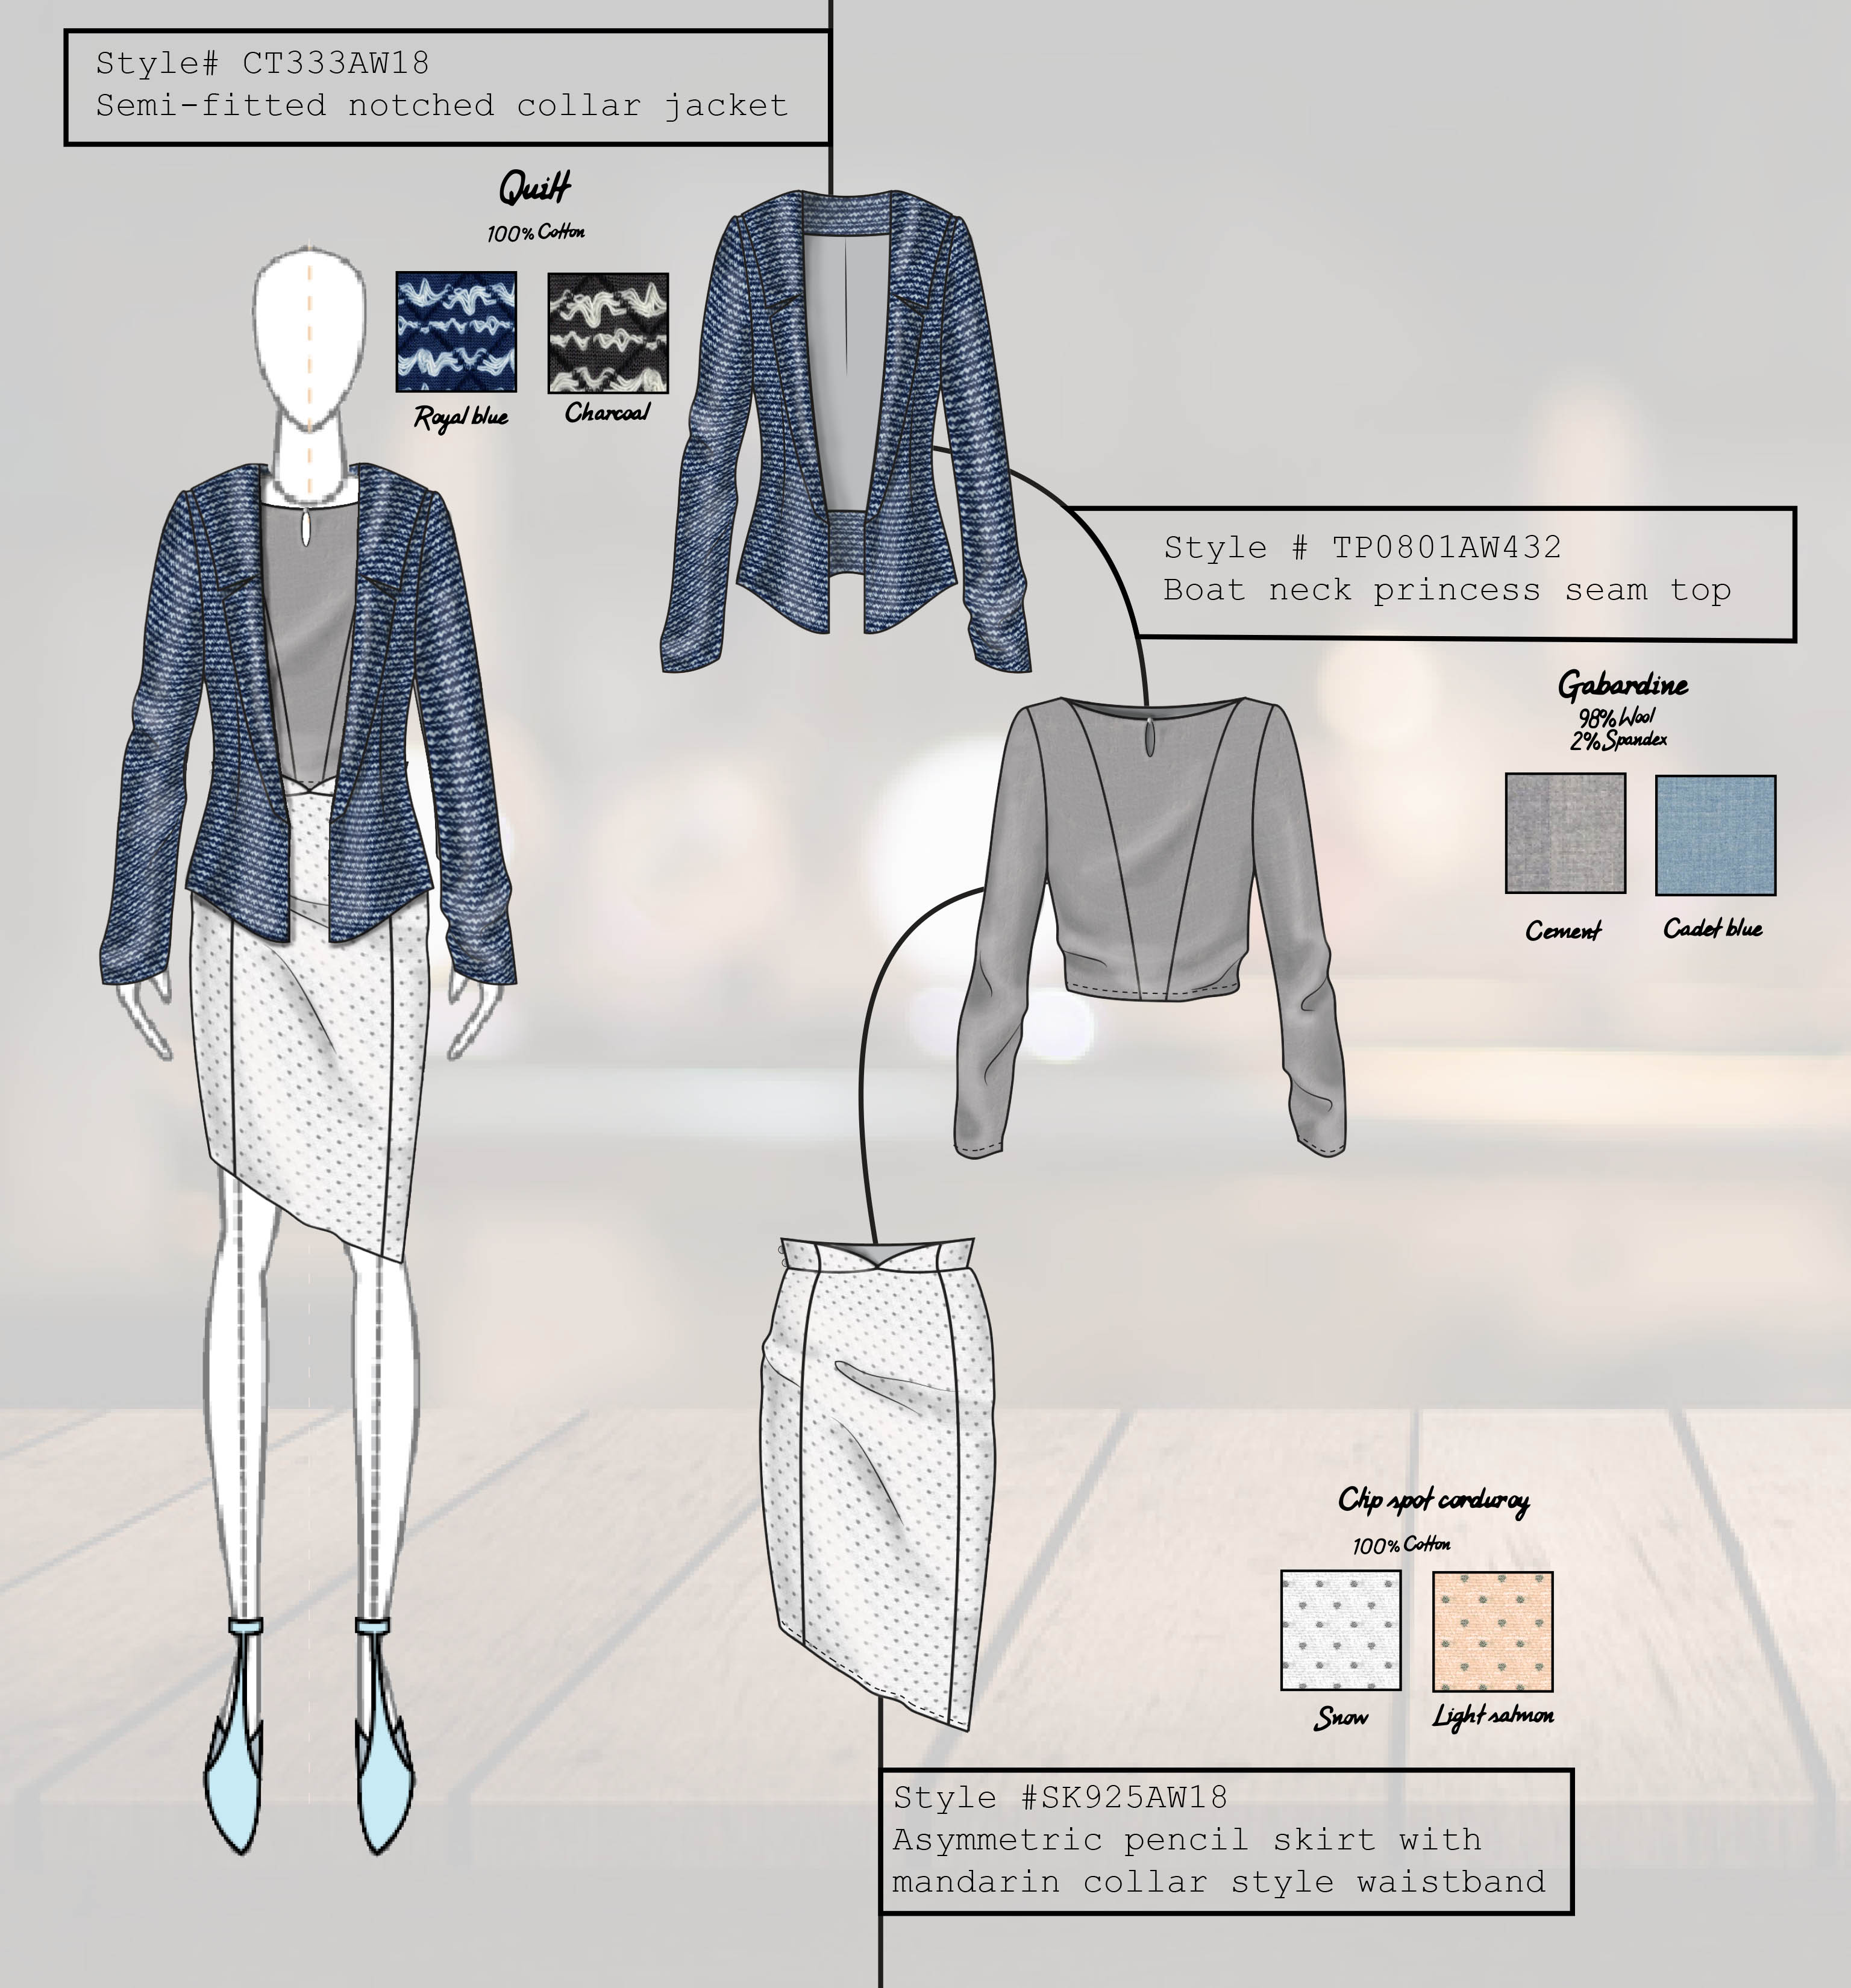 Style# CT333AW18
Semi-fitted notched collar jacket
Quilt
100% Cotton
Royal blue
Charcoal
Style # TP0801AW432
Boat neck princess seam top
Gabardine
98% Wool
2% Spandex
Cement
Cadet blue
Clip spot corduroy
100% Cotton
Snow
Light salmon
Style #SK925AW18
Asymmetric pencil skirt with
mandarin collar style waistband